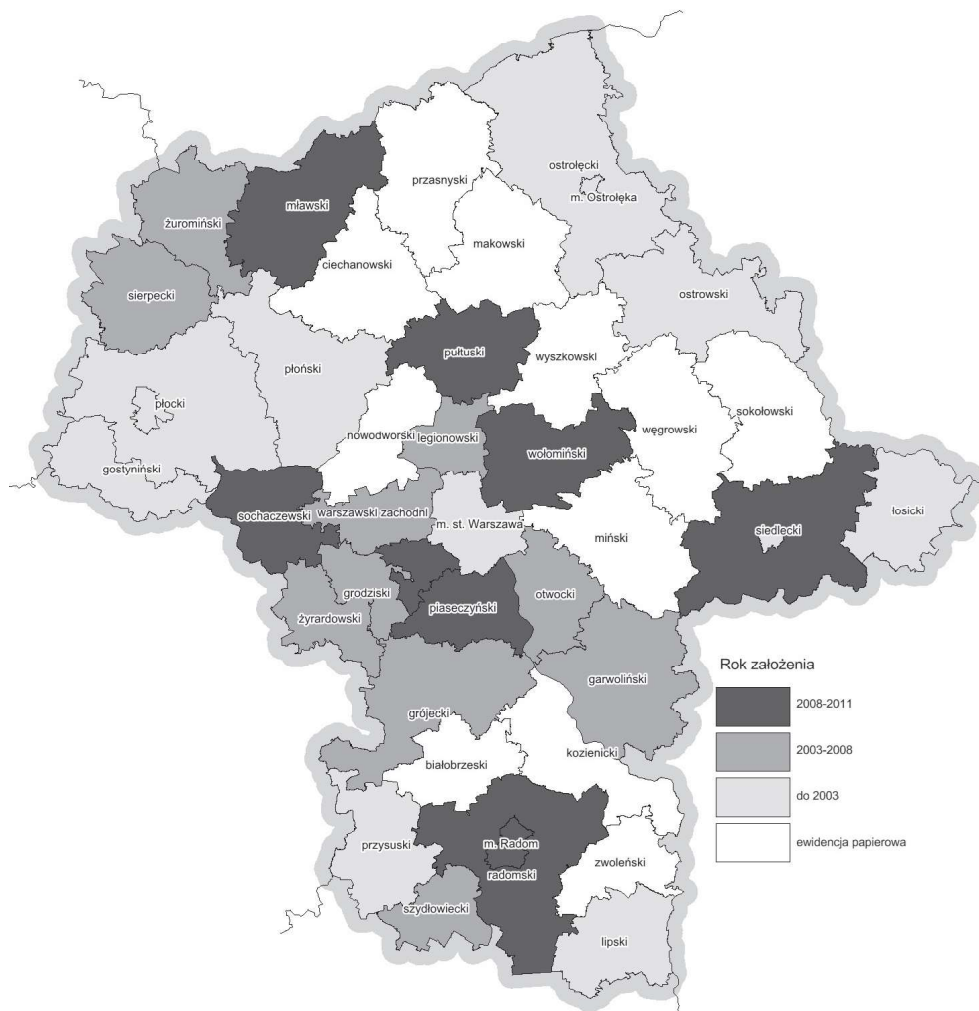 ostrołęcki
m. Ostrołęka
przasnyski
mławski
żuromiński
makowski
ciechanowski
sierpecki
ostrowski
pułtuski
wyszkowski
płoński
płocki
sokołowski
węgrowski
nowodworski
legionowski
wołomiński
gostyniński
sochaczewski
warszawski zachodni
m. st. Warszawa
siedlecki
łosicki
miński
grodziski
otwocki
piaseczyński
żyrardowski
garwoliński
Rok założenia
2008-2011
2003-2008
do 2003
ewidencja papierowa
grójecki
kozienicki
białobrzeski
przysuski
m. Radom
radomski
zwoleński
szydłowiecki
lipski